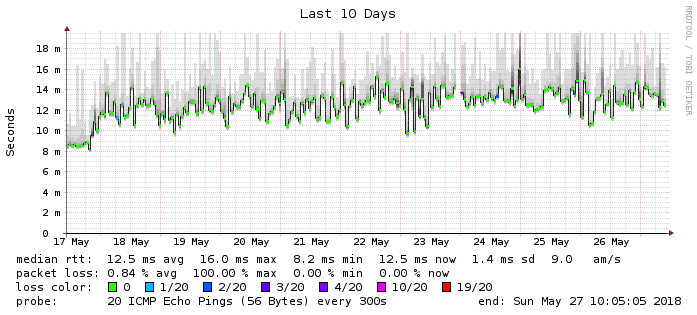 Last 10 Days
RRDTOOL / TOBI OETIKER
Seconds
18 m
16 m
14 m
12 m
10 m
8 m
6 m
4 m
2 m
0
17 May 18 May 19 May 20 May 21 May 22 May 23 May 24 May 25 May 26 May
median rtt: 12.5 ms avg 16.0 ms max 8.2 ms min 12.5 ms now 1.4 ms sd 9.0 am/s
packet loss: 0.84 % avg 100.00 % max 0.00 % min 0.00 % now
loss color: 0 1/20 2/20 3/20 4/20 10/20 19/20
probe: 20 ICMP Echo Pings (56 Bytes) every 300s end: Sun May 27 10:05:05 2018